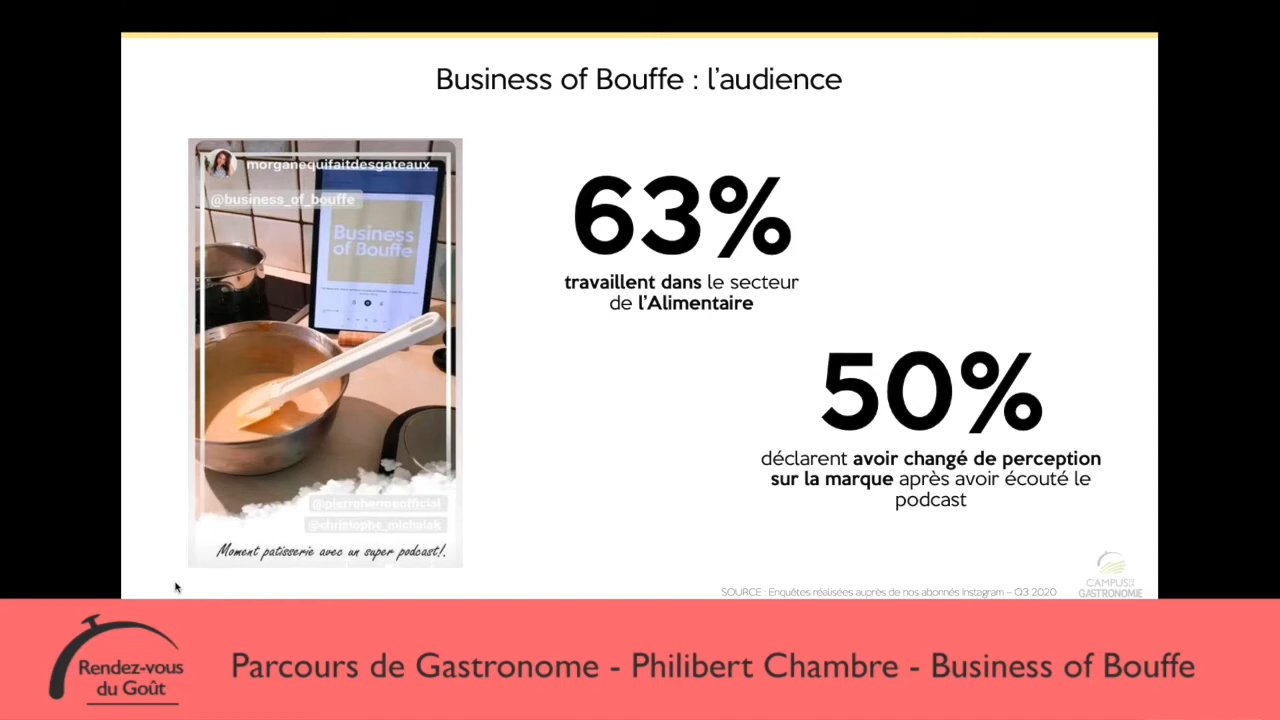 Business of Bouffe : l'audience
morganequifaitdesgateaux
@business_of_bouffe
Business
of Bouffe
@pierrehermeofficial
@christophe_michalak
Moment patisserie avec un super podcast!.
63%
travaillent dans le secteur
de l'Alimentaire
50%
déclarent avoir changé de perception
sur la marque après avoir écouté le
podcast
SOURCE : Enquêtes réalisées auprès de nos abonnés Instagram – Q3 2020
CAMPUS
GASTRONOMIE
Rendez-vous
du Goût
Parcours de Gastronome - Philibert Chambre - Business of Bouffe